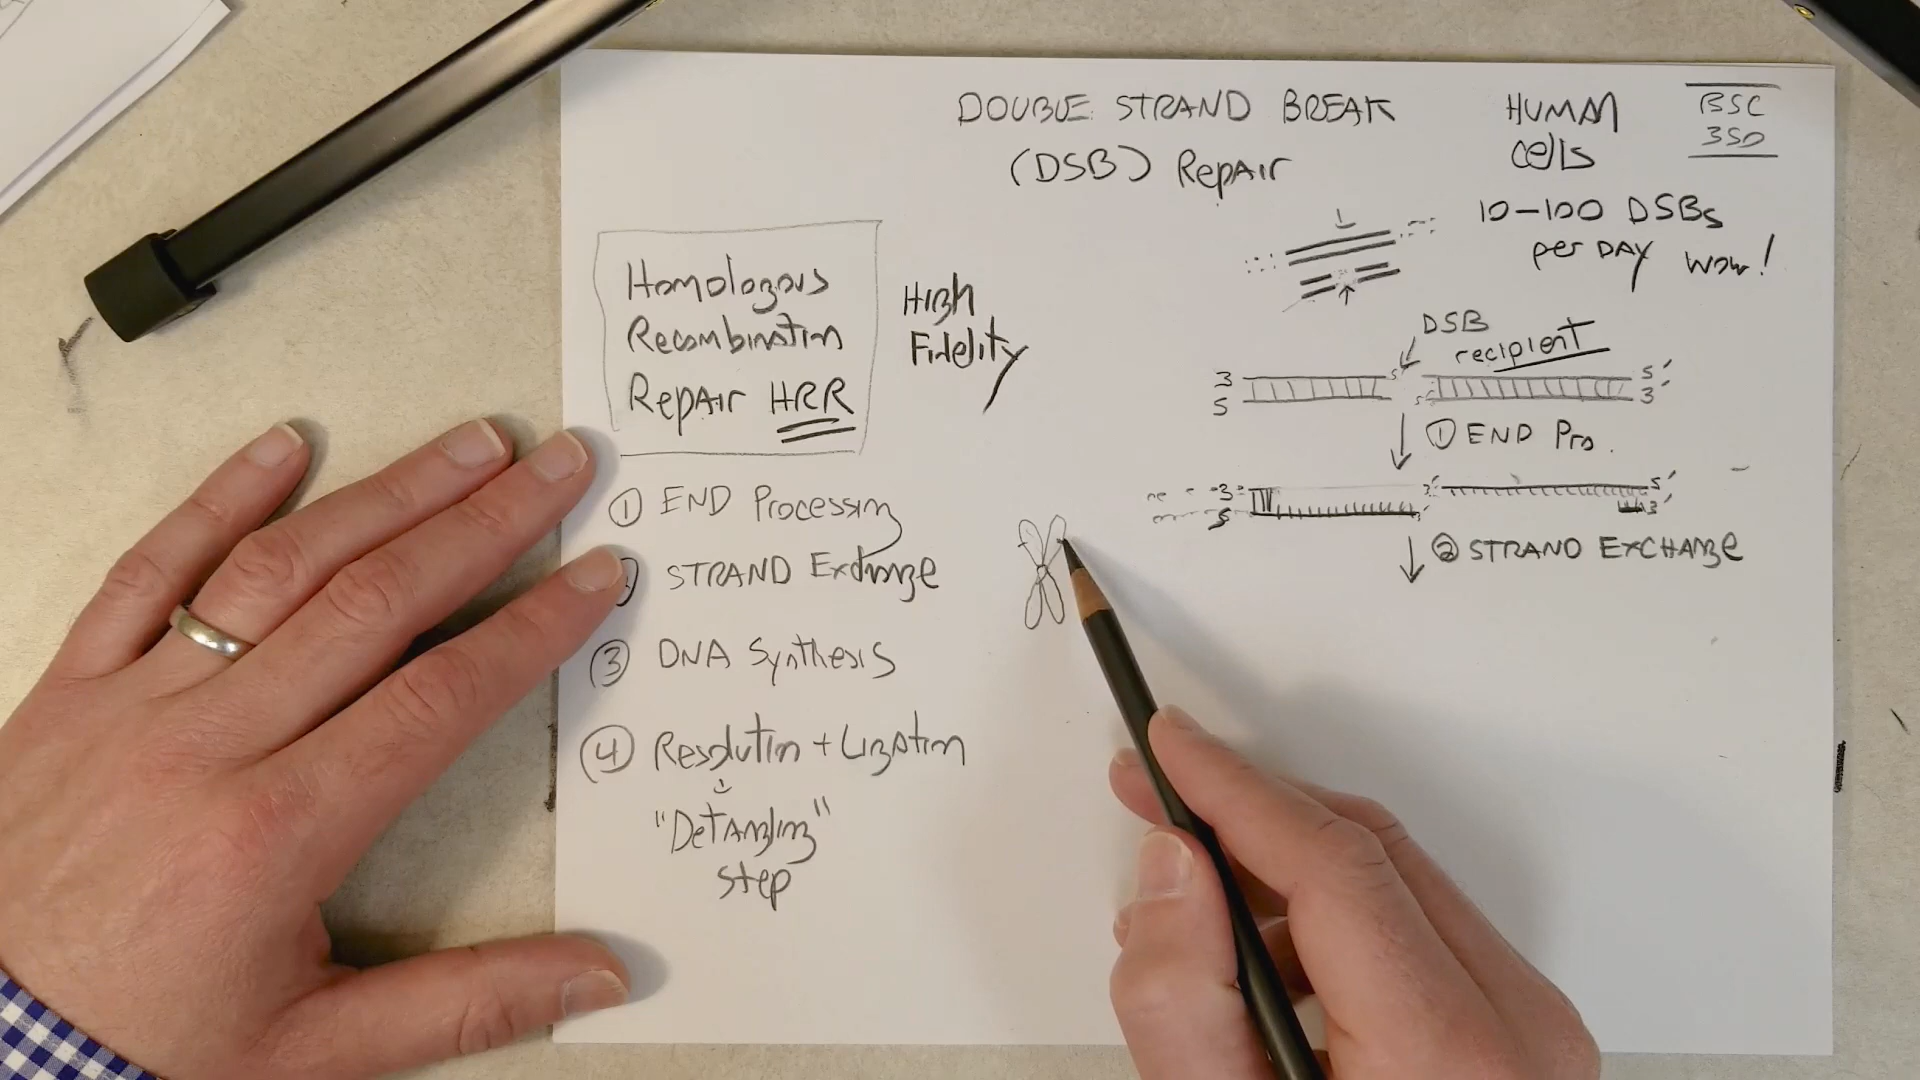 DOUBLE STRAND BREAK
(DSB) RepAir
HUMAN
cells
BSC
350
10-100 DSBs
per DAY wow!
Homologous
Recombination
RepAir HRR
HIgh
Fidelity
① END Processing
STRAND Exchange
③ DNA Synthesis
④ Resolution + LigAtion
"DeTAngling"
step
DSB
recipient
3 5 5'
5 5 3'
① END Pro.
3 3 5'
5 3
② STRAND ExCHAnge